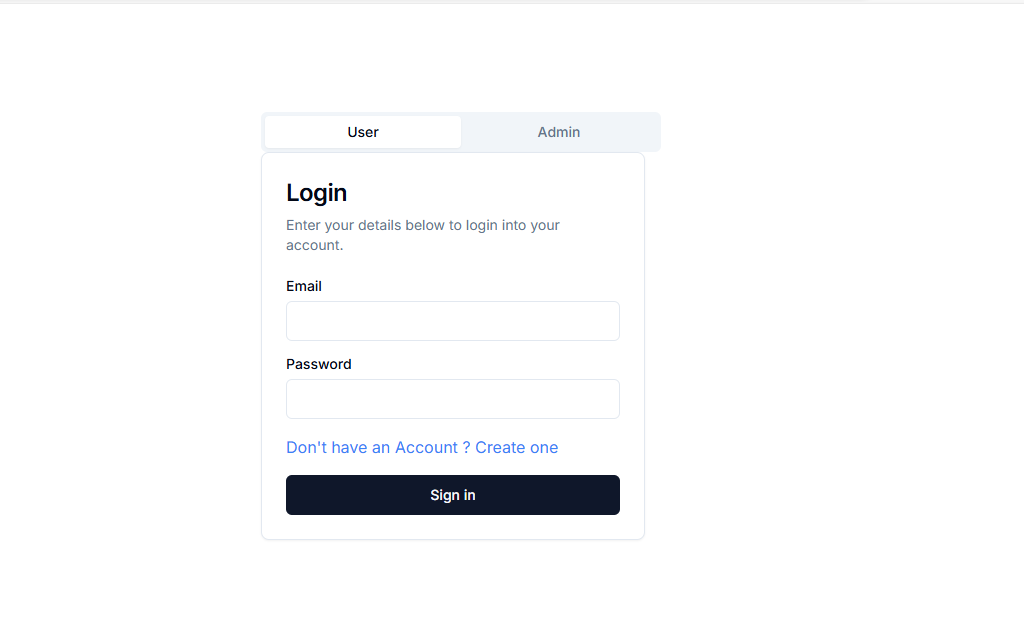 User Admin
Login
Enter your details below to login into your
account.
Email
Password
Don't have an Account ? Create one
Sign in